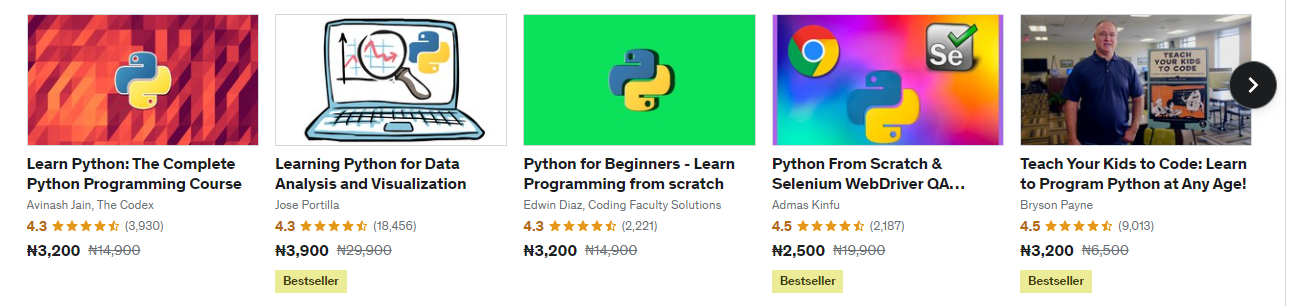 Se
TEACH
YOUR KIDS
TO CODE
Learn Python: The Complete
Python Programming Course
Avinash Jain, The Codex
4.3 (3,930)
₦3,200 ₦14,900
Learning Python for Data
Analysis and Visualization
Jose Portilla
4.3 (18,456)
₦3,900 ₦29,900
Bestseller
Python for Beginners - Learn
Programming from scratch
Edwin Diaz, Coding Faculty Solutions
4.3 (2,221)
₦3,200 ₦14,900
Python From Scratch &
Selenium WebDriver QA…
Admas Kinfu
4.5 (2,187)
₦2,500 ₦19,900
Bestseller
Teach Your Kids to Code: Learn
to Program Python at Any Age!
Bryson Payne
4.5 (9,013)
₦3,200 ₦6,500
Bestseller